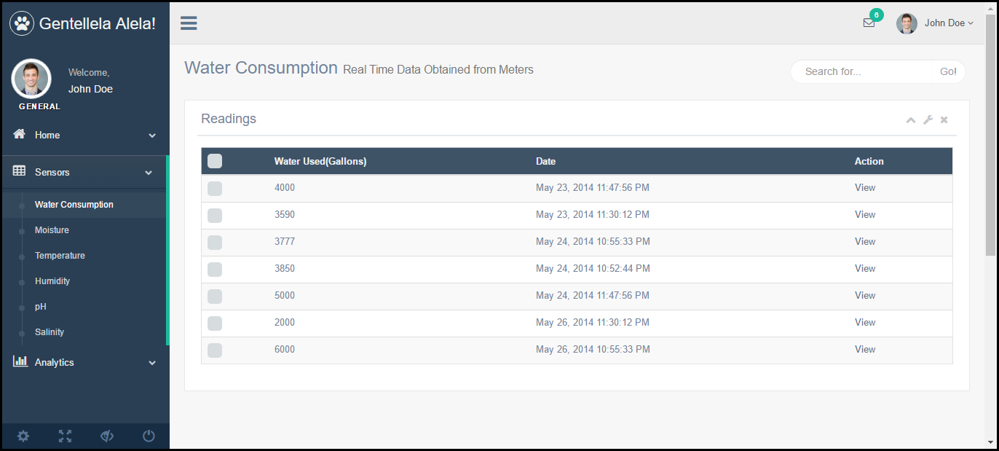 Gentellela Alela!
6
John Doe
Welcome,
John Doe
GENERAL
Home
Sensors
Water Consumption
Moisture
Temperature
Humidity
pH
Salinity
Analytics
Water Consumption Real Time Data Obtained from Meters
Search for... Go!
Readings
Water Used(Gallons) Date Action
4000 May 23, 2014 11:47:56 PM View
3590 May 23, 2014 11:30:12 PM View
3777 May 24, 2014 10:55:33 PM View
3850 May 24, 2014 10:52:44 PM View
5000 May 24, 2014 11:47:56 PM View
2000 May 26, 2014 11:30:12 PM View
6000 May 26, 2014 10:55:33 PM View